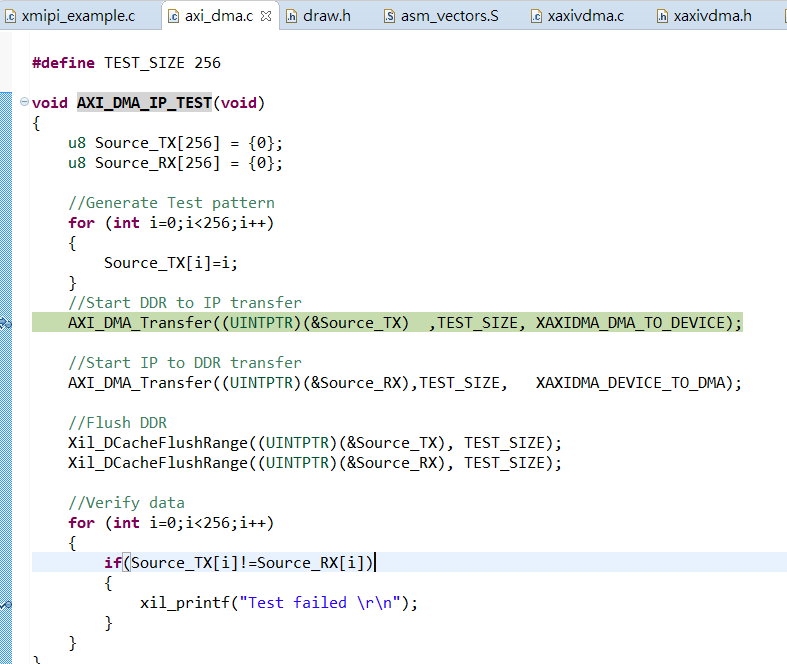 xmipi_example.c axi_dma.c draw.h asm_vectors.S xaxivdma.c xaxivdma.h
#define TEST_SIZE 256
void AXI_DMA_IP_TEST(void)
{
u8 Source_TX[256] = {0};
u8 Source_RX[256] = {0};
//Generate Test pattern
for (int i=0;i<256;i++)
{
Source_TX[i]=i;
}
//Start DDR to IP transfer
AXI_DMA_Transfer((UINTPTR)(&Source_TX)  ,TEST_SIZE, XAXIDMA_DMA_TO_DEVICE);
//Start IP to DDR transfer
AXI_DMA_Transfer((UINTPTR)(&Source_RX),TEST_SIZE,   XAXIDMA_DEVICE_TO_DMA);
//Flush DDR
Xil_DCacheFlushRange((UINTPTR)(&Source_TX), TEST_SIZE);
Xil_DCacheFlushRange((UINTPTR)(&Source_RX), TEST_SIZE);
//Verify data
for (int i=0;i<256;i++)
{
if(Source_TX[i]!=Source_RX[i])
{
xil_printf("Test failed \r\n");
}
}
}